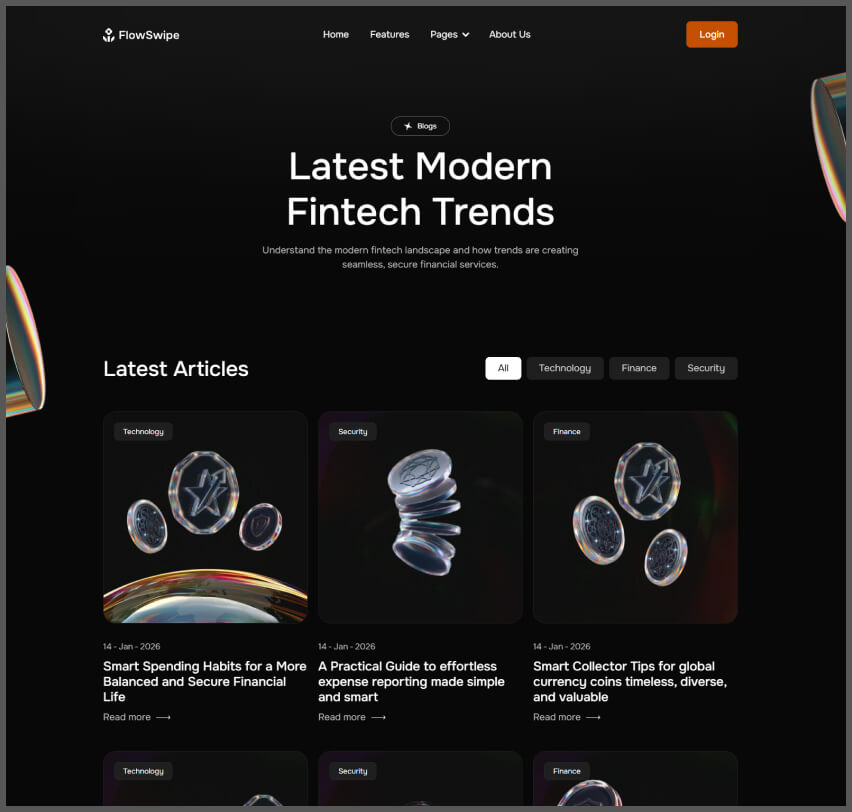 FlowSwipe
Home Features Pages About Us
Login
Blogs
Latest Modern
Fintech Trends
Understand the modern fintech landscape and how trends are creating
seamless, secure financial services.
Latest Articles
All Technology Finance Security
Technology
Security
Finance
14 - Jan - 2026
Smart Spending Habits for a More
Balanced and Secure Financial
Life
Read more
14 - Jan - 2026
A Practical Guide to effortless
expense reporting made simple
and smart
Read more
14 - Jan - 2026
Smart Collector Tips for global
currency coins timeless, diverse,
and valuable
Read more
Technology
Security
Finance